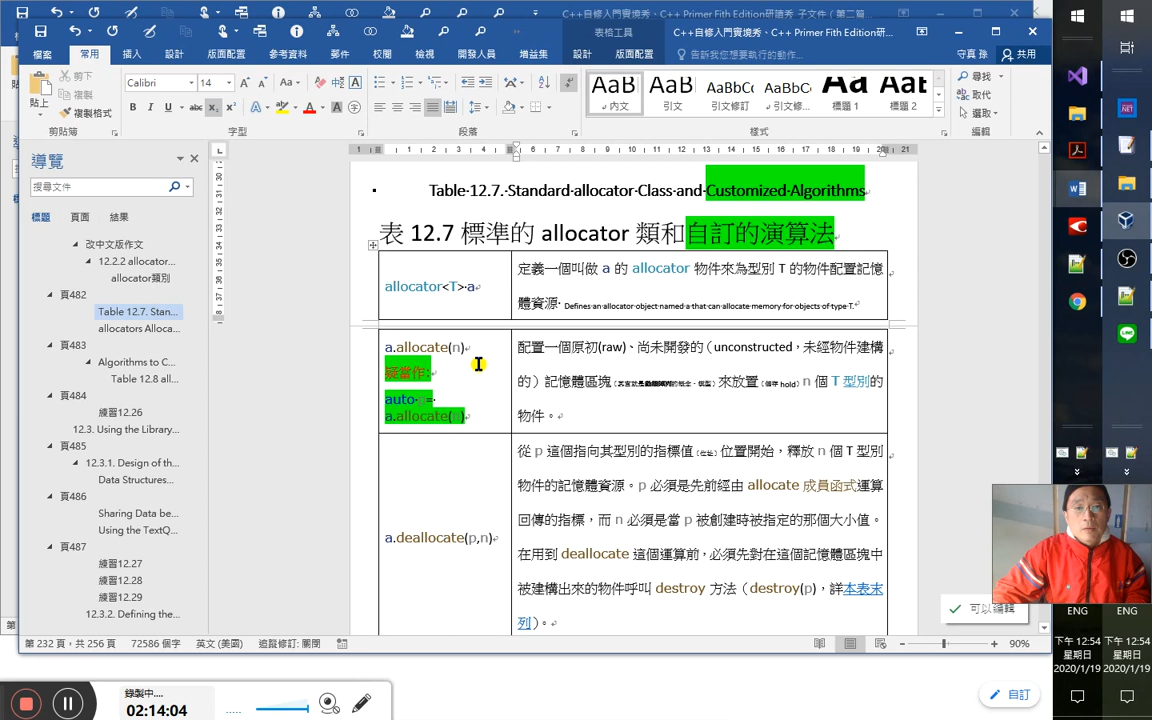 C++自修入門實境秀、C++ Primer Fith Edition研讀秀 子文件 (第二篇
表格工具
C++自修入門實境秀、C++ Primer Fith Edition研...
檔案
常用
插入
設計
版面配置
參考資料
郵件
校閱
檢視
開發人員
增益集
設計
版面配置
告訴我您想要執行的動作...
守真 孫
共用
貼上
剪下
複製
複製格式
Calibri
14
剪貼簿
字型
段落
AaB
內文
AaB
引文
AaBbCc
引文修訂
AaBbCc
引文修...
Aa
標題 1
Aat
標題 2
樣式
尋找
取代
選取
編輯
導覽
搜尋文件
標題
頁面
結果
改中文版作文
12.2.2 allocator...
allocator類別
頁482
Table 12.7. Stan...
allocators Alloca...
頁483
Algorithms to C...
Table 12.8 all...
頁484
練習12.26
12.3. Using the Library...
頁485
12.3.1. Design of th...
Data Structures...
頁486
Sharing Data be...
Using the TextQ...
頁487
練習12.27
練習12.28
練習12.29
12.3.2. Defining the...
Table·12.7.·Standard·allocator·Class·and·Customized·Algorithms
表 12.7 標準的 allocator 類和自訂的演算法
allocator<T>·a
定義一個叫做 a 的 allocator 物件來為型別 T 的物件配置記憶
體資源· Defines·an·allocator·object·named·a·that·can·allocate·memory·for·objects·of·type·T.
a.allocate(n)
疑當作:
auto·p=·
a.allocate(n)
配置一個原初(raw)、尚未開發的（unconstructed，未經物件建構
的）記憶體區塊來放置（儲存 hold）n 個 T 型別的
物件。
a.deallocate(p,n)
從 p 這個指向其型別的指標值位置開始，釋放 n 個 T 型別
物件的記憶體資源。p 必須是先前經由 allocate 成員函式運算
回傳的指標，而 n 必須是當 p 被創建時被指定的那個大小值。
在用到 deallocate 這個運算前，必須先對在這個記憶體區塊中
被建構出來的物件呼叫 destroy 方法（destroy(p)，詳本表末
列）。
可以編輯
第 232 頁，共 256 頁
72586 個字
英文 (美國)
追蹤修訂: 關閉
90%
錄製中....
02:14:04
自訂
ENG
ENG
下午 12:54
下午 12:54
星期日
星期日
2020/1/19
2020/1/19